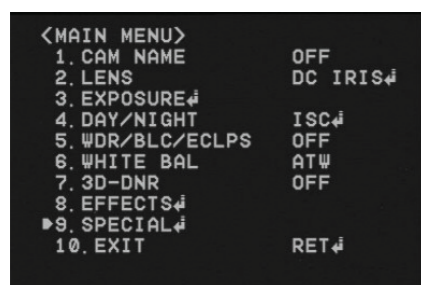 <MAIN MENU>
1. CAM NAME OFF
2. LENS DC IRIS↲
3. EXPOSURE↲
4. DAY/NIGHT ISC↲
5. WDR/BLC/ECLPS OFF
6. WHITE BAL ATW
7. 3D-DNR OFF
8. EFFECTS↲
▶9. SPECIAL↲
10. EXIT RET↲